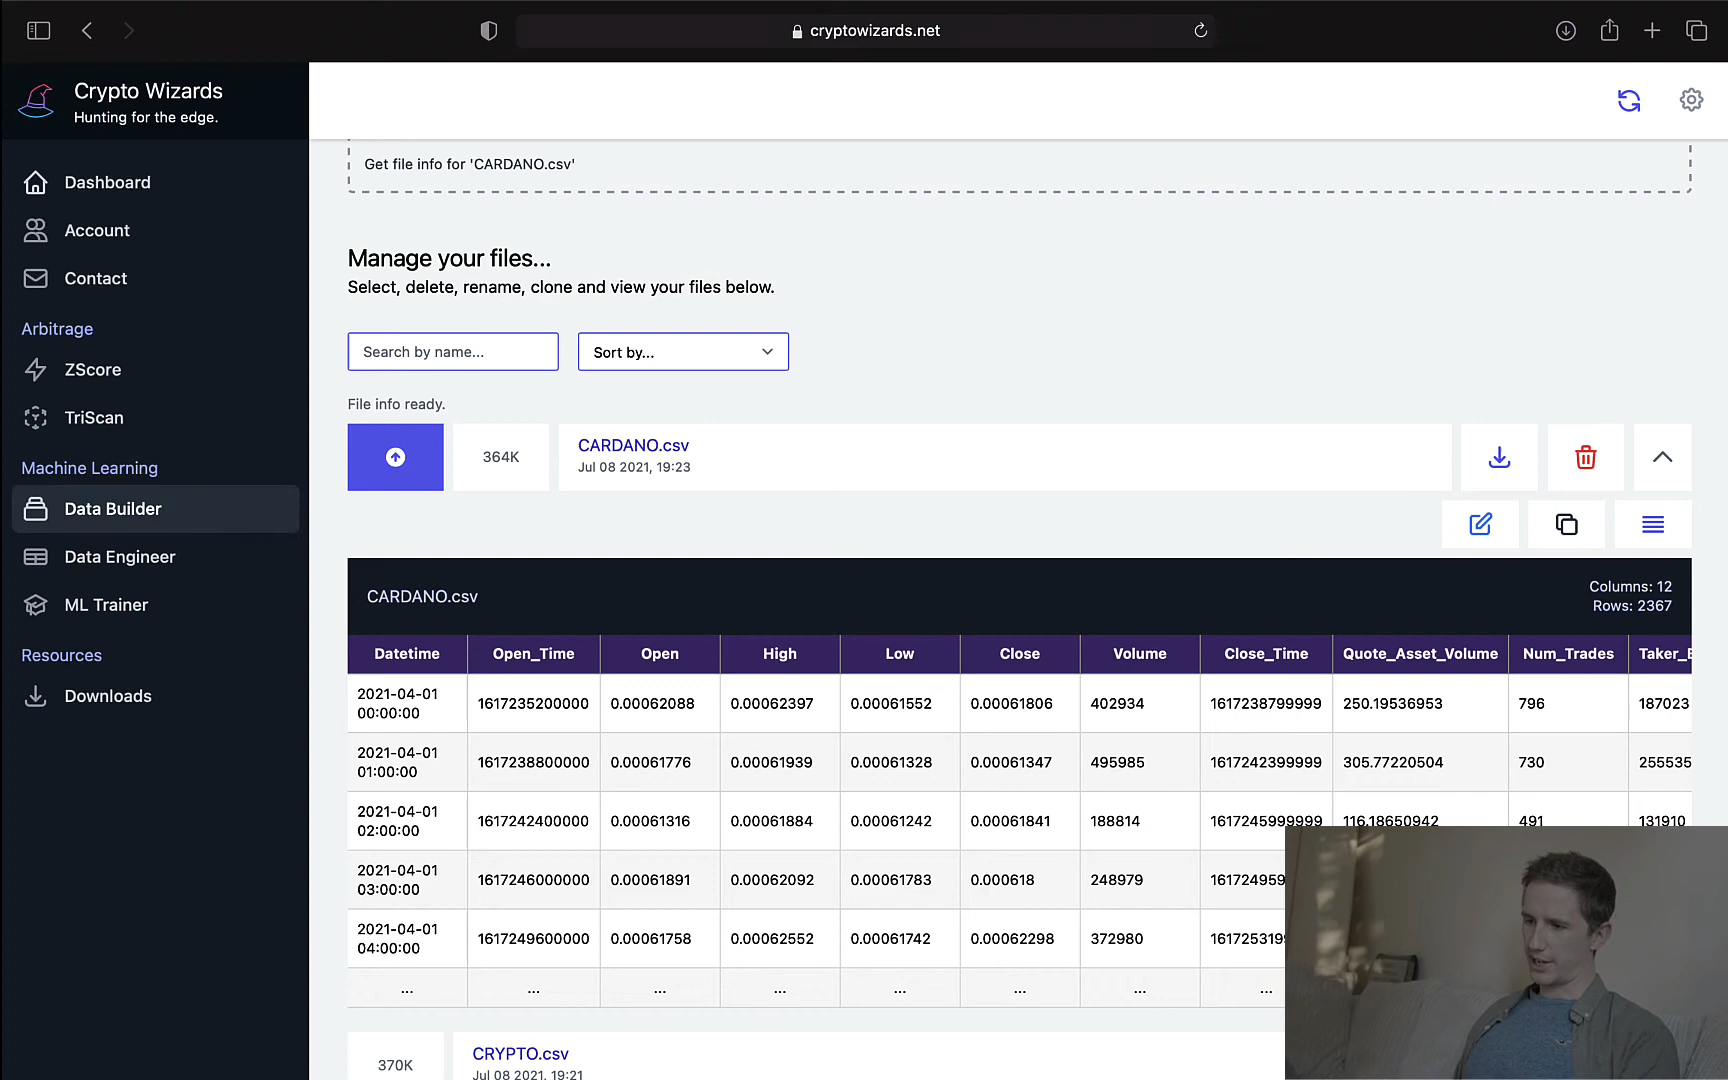 cryptowizards.net
Crypto Wizards
Hunting for the edge.
Dashboard
Account
Contact
Arbitrage
ZScore
TriScan
Machine Learning
Data Builder
Data Engineer
ML Trainer
Resources
Downloads
Get file info for 'CARDANO.csv'
Manage your files...
Select, delete, rename, clone and view your files below.
Search by name...
Sort by...
File info ready.
364K
CARDANO.csv
Jul 08 2021, 19:23
CARDANO.csv
Columns: 12
Rows: 2367
Datetime Open_Time Open High Low Close Volume Close_Time Quote_Asset_Volume Num_Trades Taker_
2021-04-01
00:00:00 1617235200000 0.00062088 0.00062397 0.00061552 0.00061806 402934 1617238799999 250.19536953 796 187023
2021-04-01
01:00:00 1617238800000 0.00061776 0.00061939 0.00061328 0.00061347 495985 1617242399999 305.77220504 730 255535
2021-04-01
02:00:00 1617242400000 0.00061316 0.00061884 0.00061242 0.00061841 188814 1617245999999 116.18650942 491 131910
2021-04-01
03:00:00 1617246000000 0.00061891 0.00062092 0.00061783 0.000618 248979 161724959
2021-04-01
04:00:00 1617249600000 0.00061758 0.00062552 0.00061742 0.00062298 372980 161725319
... ... ... ... ... ... ... ...
370K
CRYPTO.csv
Jul 08 2021, 19:21